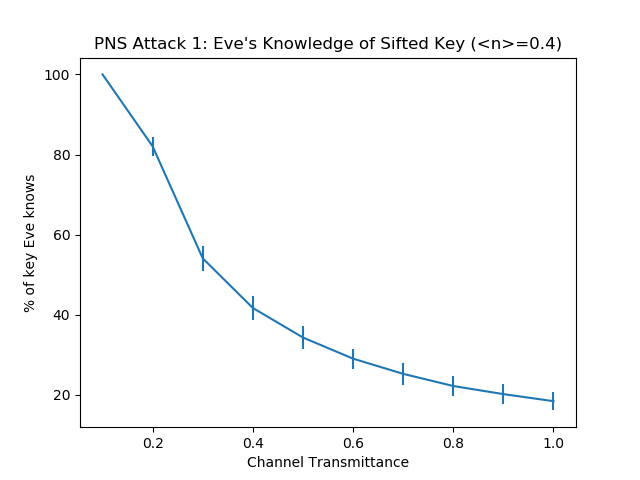 PNS Attack 1: Eve's Knowledge of Sifted Key (<n>=0.4)
100
80
60
40
20
% of key Eve knows
0.2 0.4 0.6 0.8 1.0
Channel Transmittance